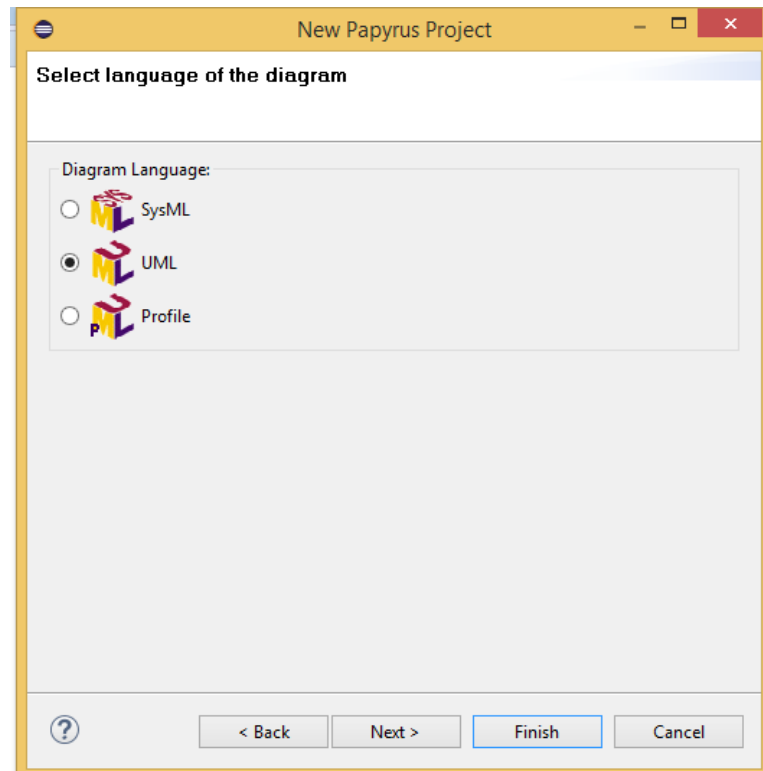 New Papyrus Project
Select language of the diagram
Diagram Language:
SysML
UML
Profile
? < Back Next > Finish Cancel